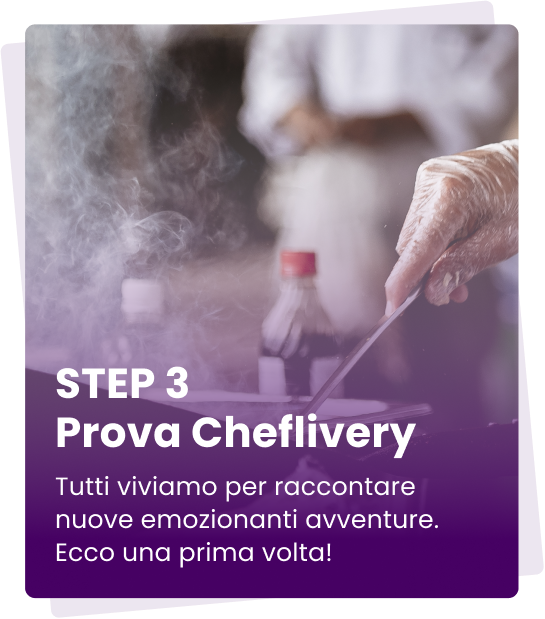 STEP 3
Prova Cheflivery
Tutti viviamo per raccontare
nuove emozionanti avventure.
Ecco una prima volta!